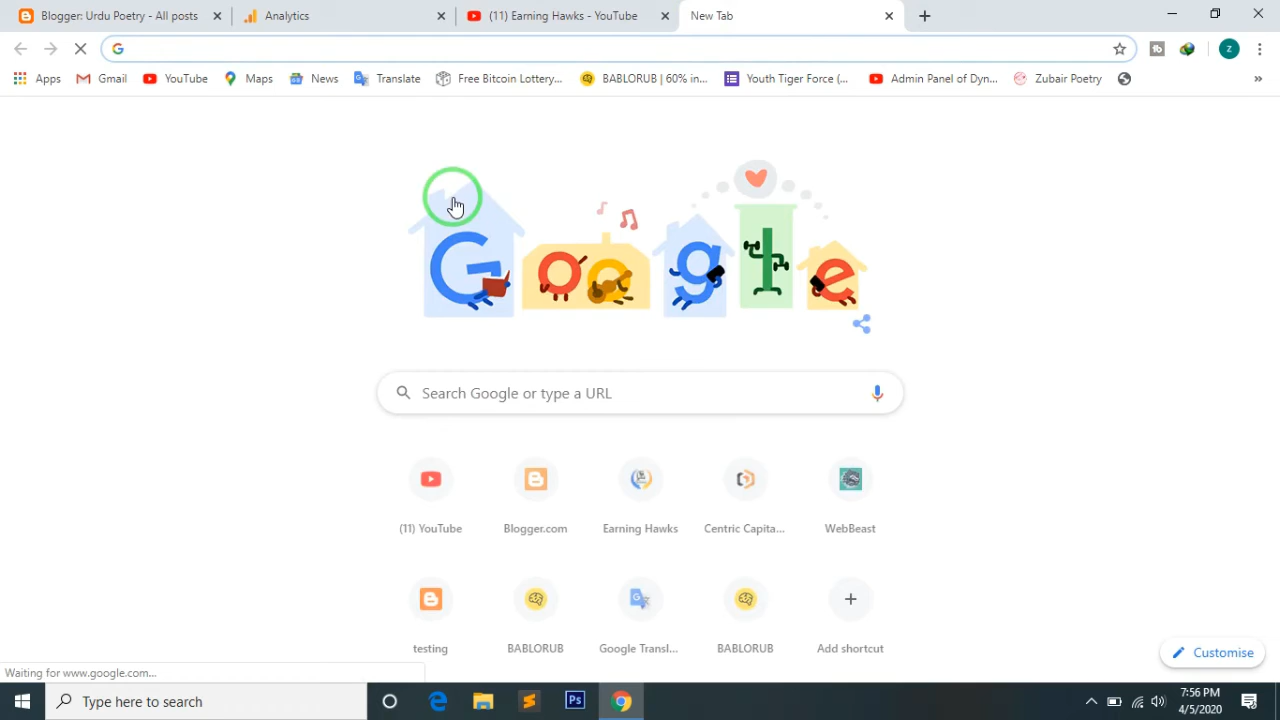 Blogger: Urdu Poetry - All posts
Analytics
(11) Earning Hawks - YouTube
New Tab
Apps
Gmail
YouTube
Maps
News
Translate
Free Bitcoin Lottery...
BABLORUB | 60% in...
Youth Tiger Force (...
Admin Panel of Dyn...
Zubair Poetry
»
z
Google
Search Google or type a URL
(11) YouTube
Blogger.com
Earning Hawks
Centric Capita...
WebBeast
testing
BABLORUB
Google Transl...
BABLORUB
Add shortcut
Customise
Waiting for www.google.com...
Type here to search
Ps
7:56 PM
4/5/2020